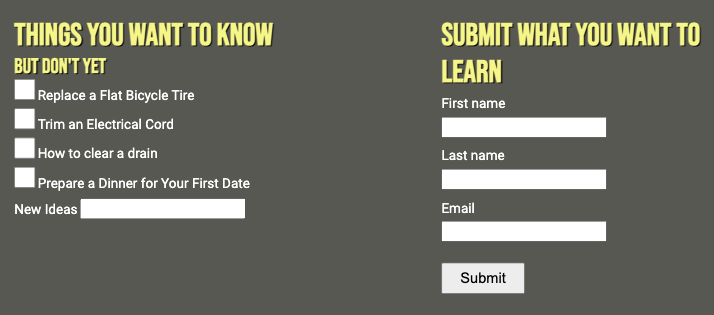 THINGS YOU WANT TO KNOW
BUT DON'T YET
Replace a Flat Bicycle Tire
Trim an Electrical Cord
How to clear a drain
Prepare a Dinner for Your First Date
New Ideas
SUBMIT WHAT YOU WANT TO
LEARN
First name
Last name
Email
Submit